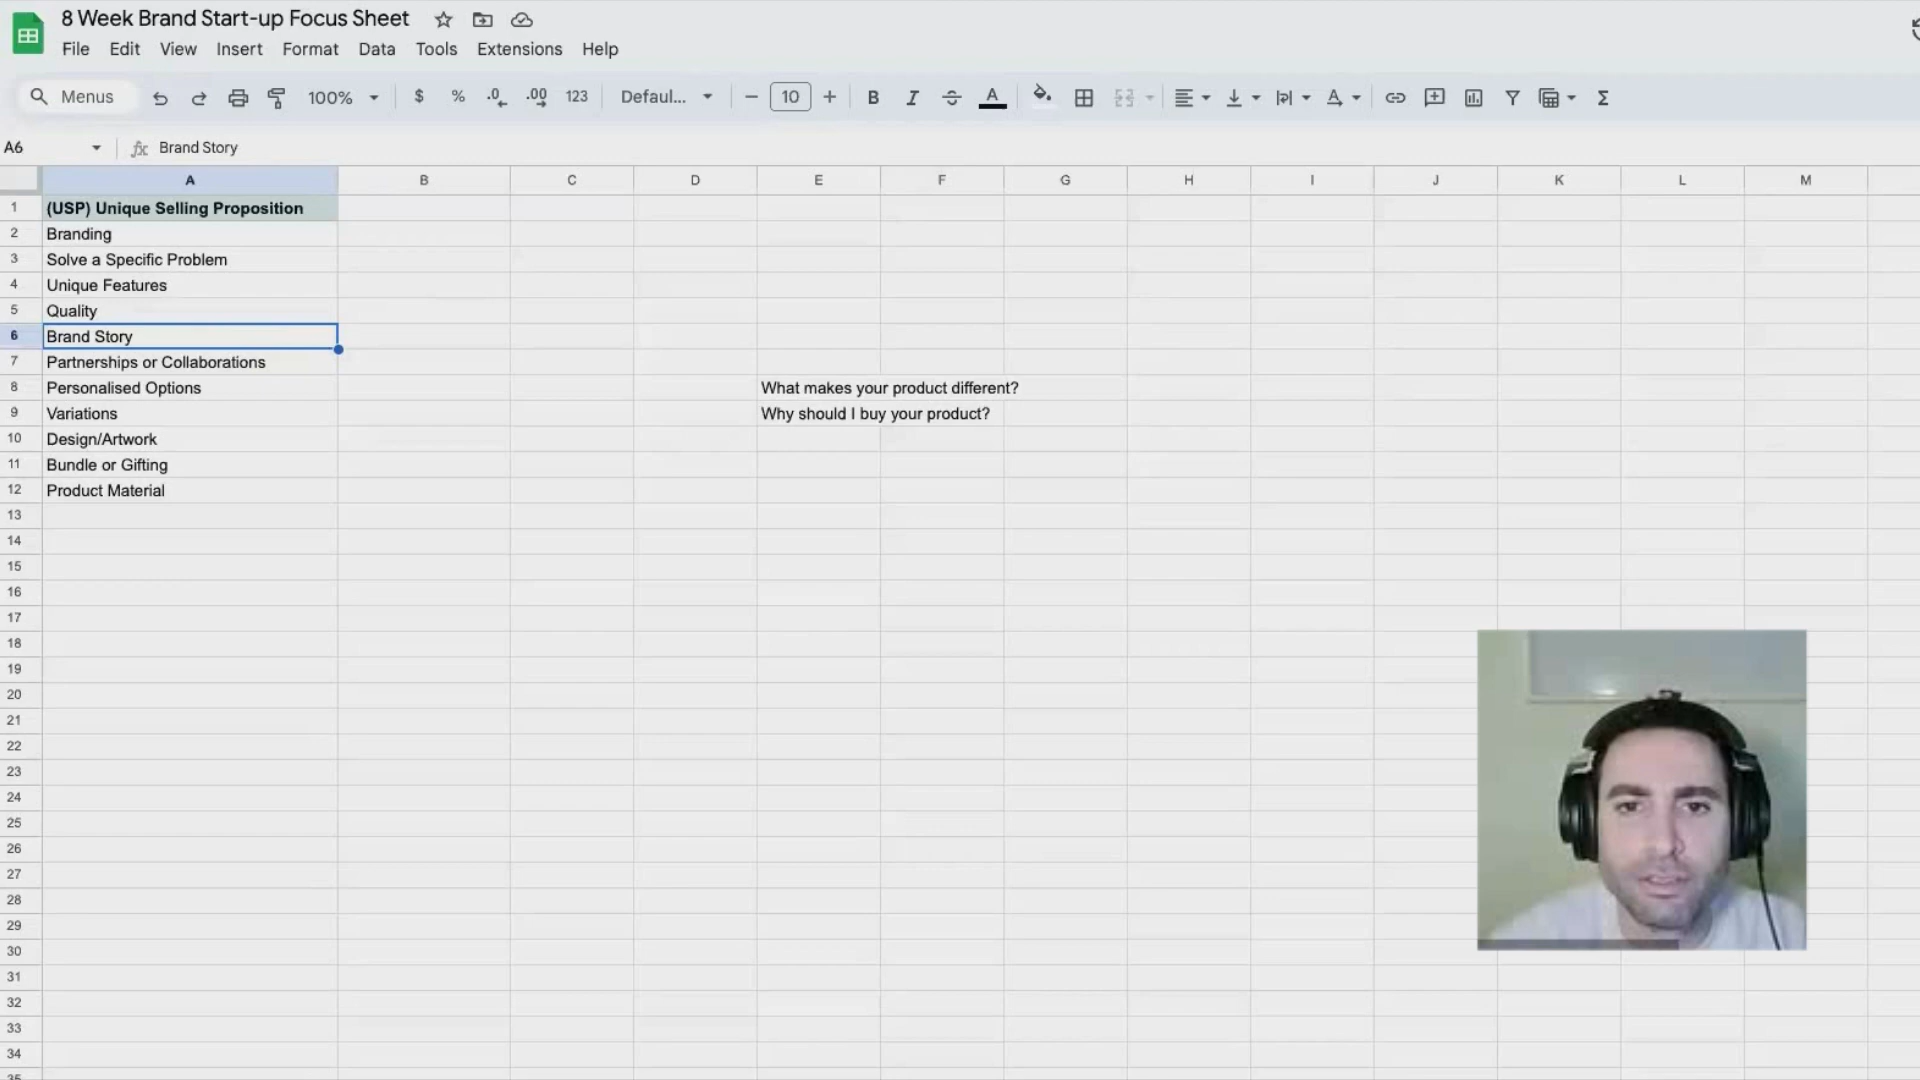 8 Week Brand Start-up Focus Sheet
File Edit View Insert Format Data Tools Extensions Help
Menus 100% $ % .0 .00 123 Defaul... − 10 + B I A Σ
A6 fx Brand Story
A B C D E F G H I J K L M
1 (USP) Unique Selling Proposition
2 Branding
3 Solve a Specific Problem
4 Unique Features
5 Quality
6 Brand Story
7 Partnerships or Collaborations
8 Personalised Options What makes your product different?
9 Variations Why should I buy your product?
10 Design/Artwork
11 Bundle or Gifting
12 Product Material
13
14
15
16
17
18
19
20
21
22
23
24
25
26
27
28
29
30
31
32
33
34
35